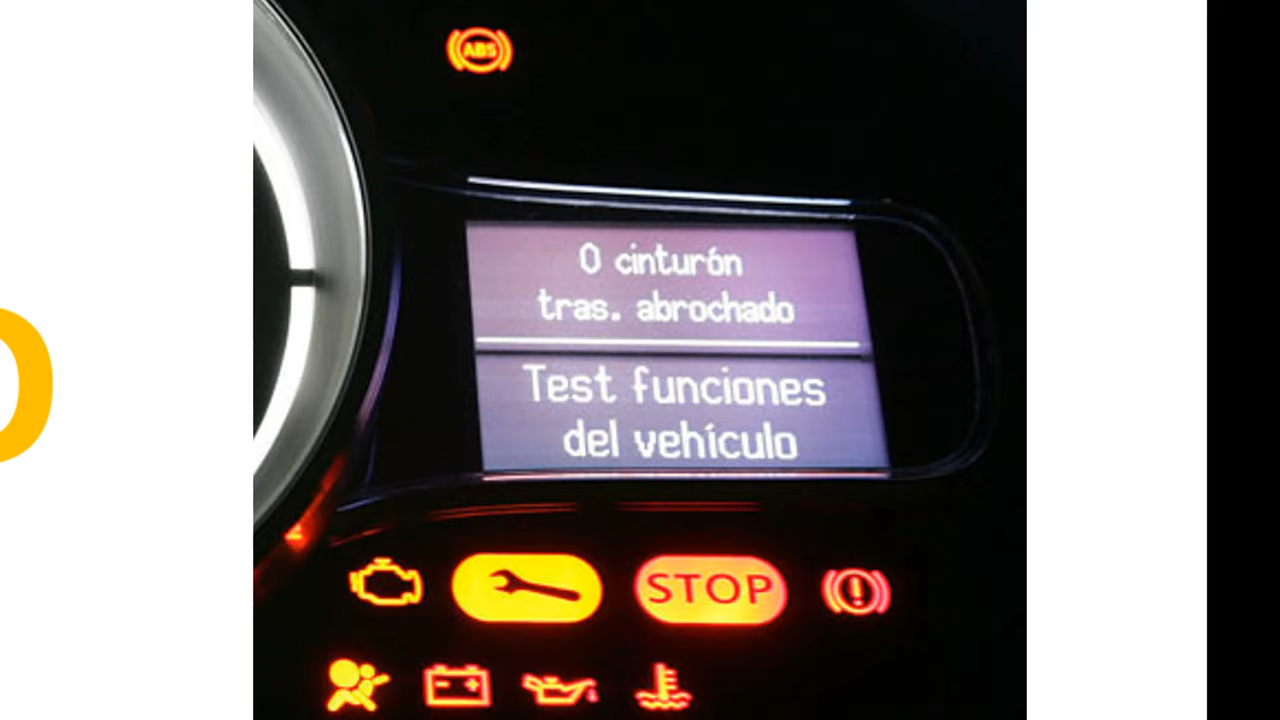 ABS
0 cinturón
tras. abrochado
Test funciones
del vehículo
STOP